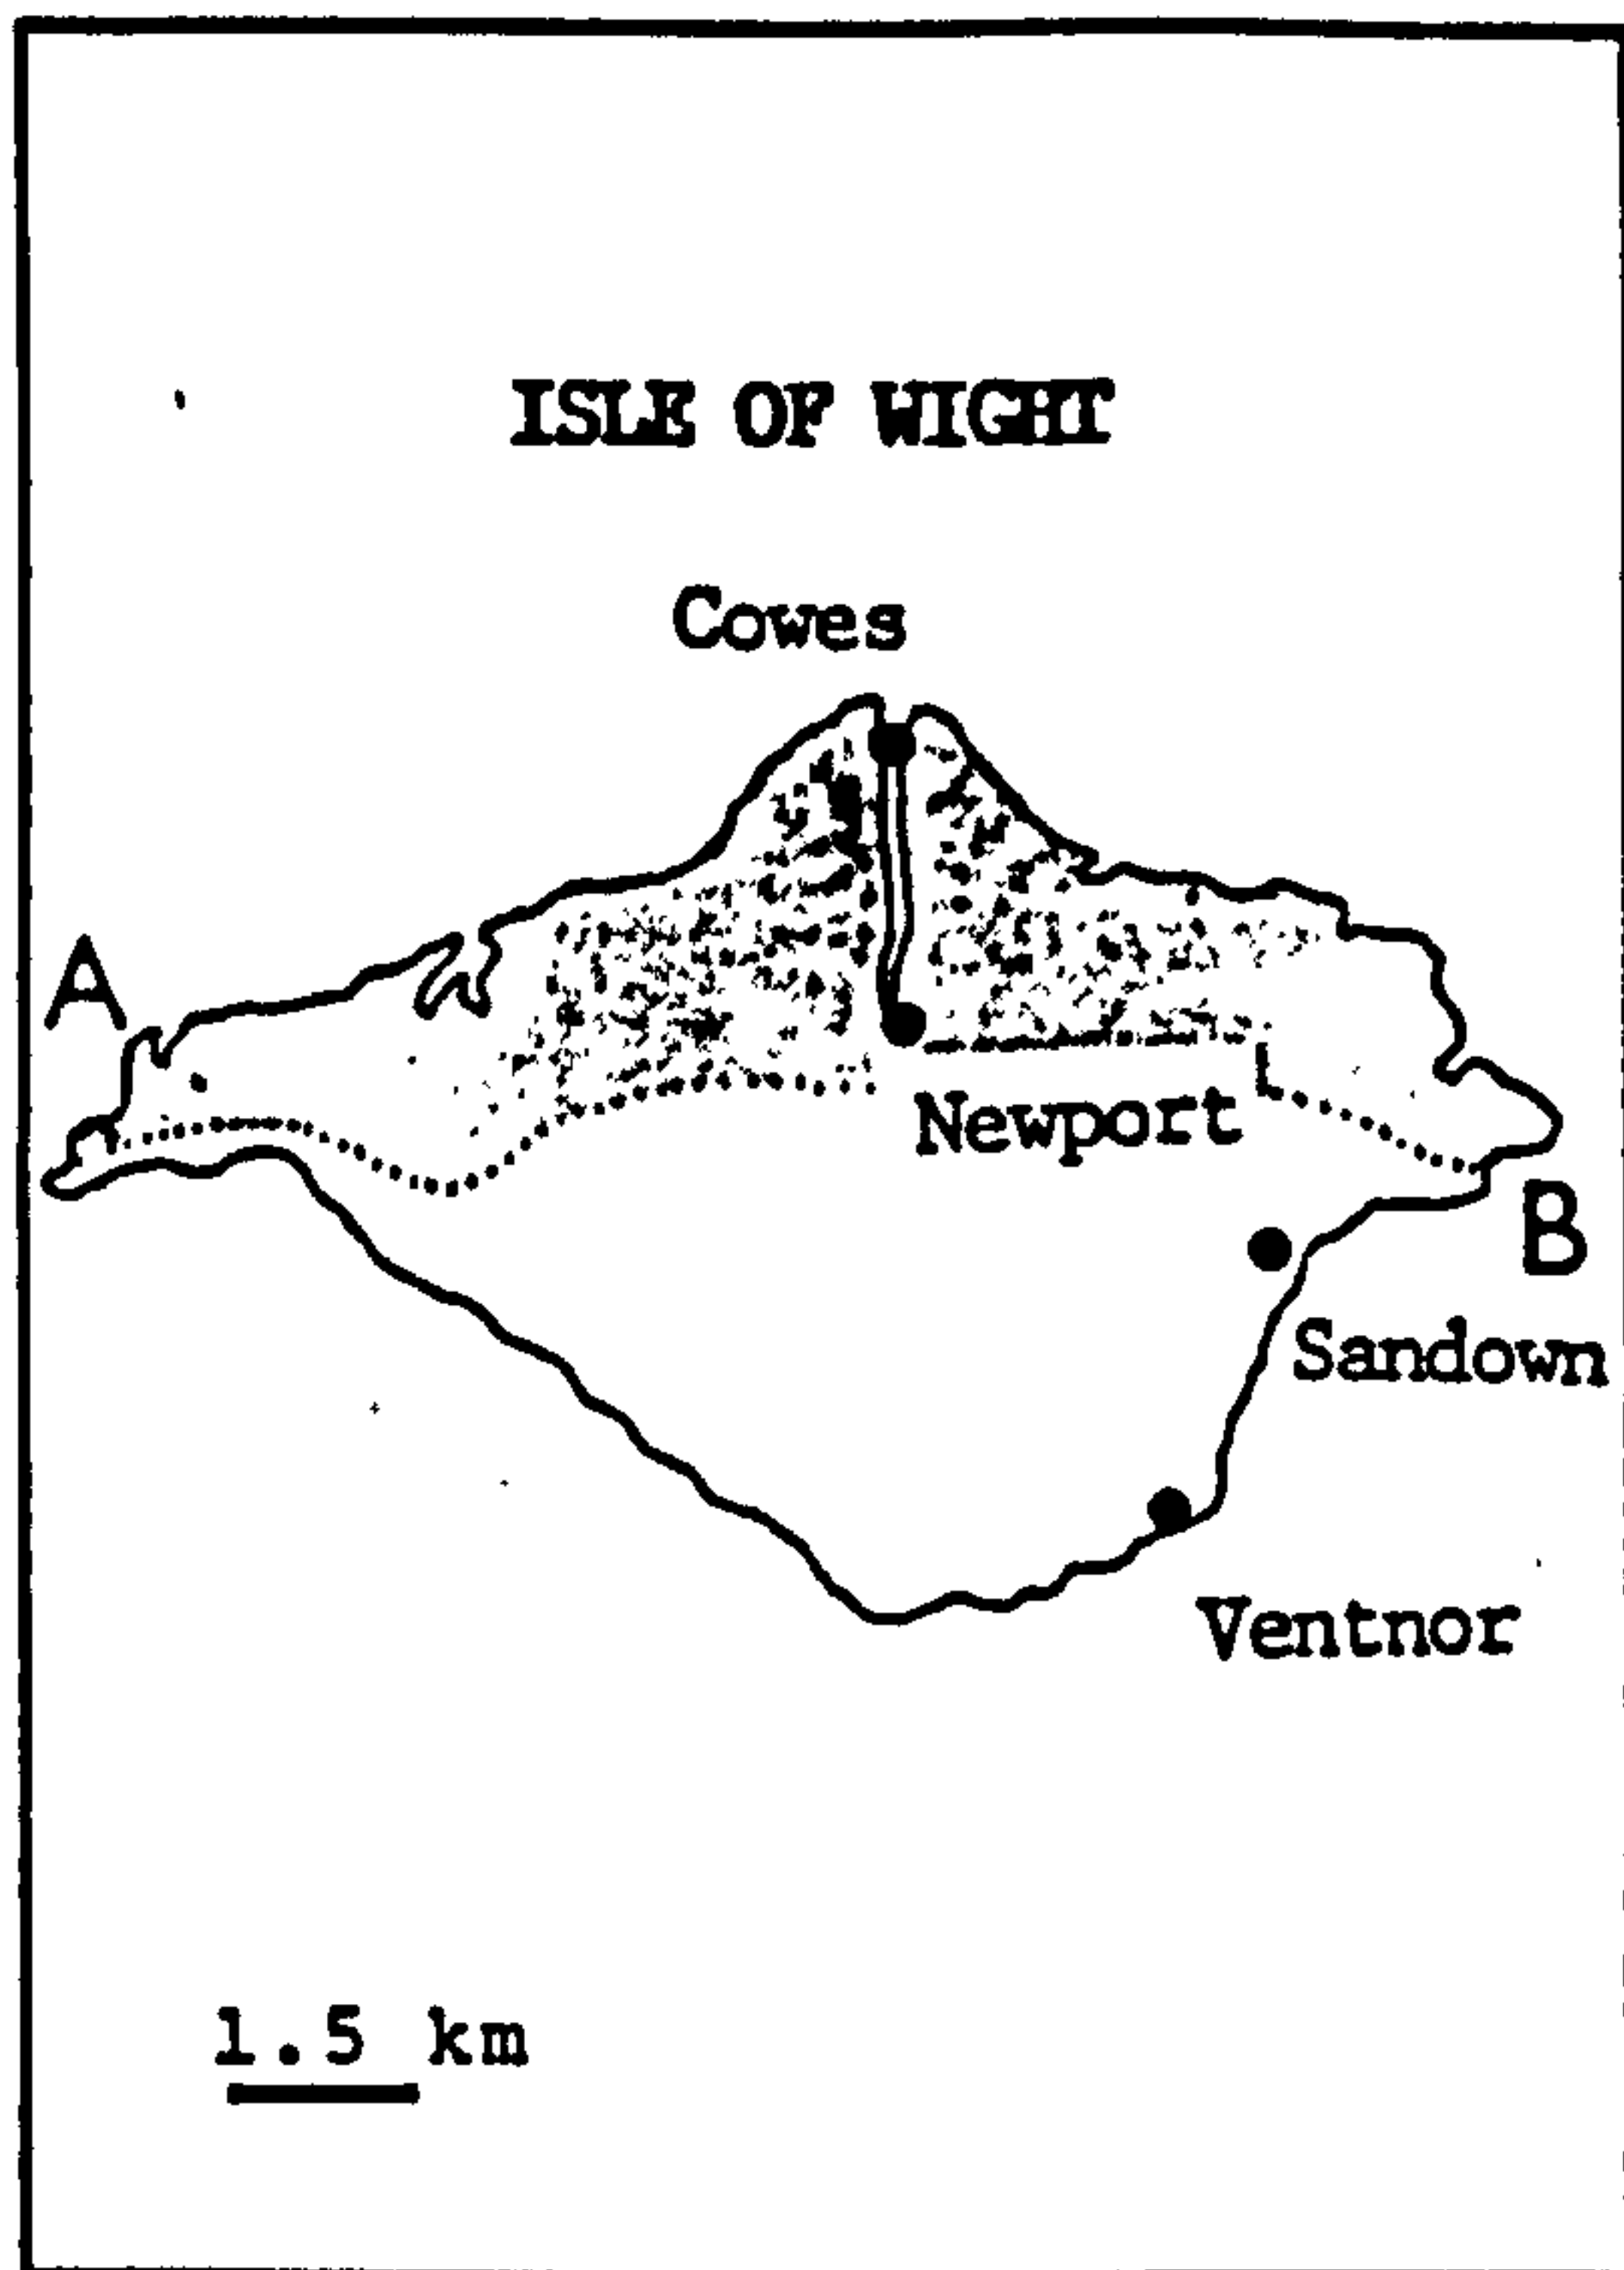 ISLE OF WIGHT
Cowes
A
Newport
B
Sandown
Ventnor
1.5 km